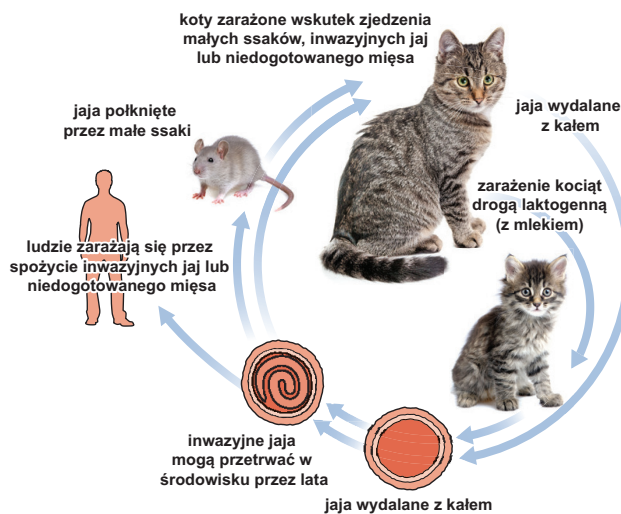 koty zarażone wskutek zjedzenia
małych ssaków, inwazyjnych jaj
lub niedogotowanego mięsa
jaja połknięte
przez małe ssaki
jaja wydalane
z kałem
zarażenie kociąt
drogą laktogenną
(z mlekiem)
ludzie zarażają się przez
spożycie inwazyjnych jaj lub
niedogotowanego mięsa
inwazyjne jaja
mogą przetrwać w
środowisku przez lata
jaja wydalane z kałem